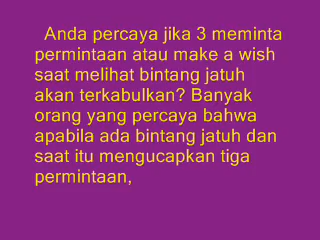 Anda percaya jika 3 meminta
permintaan atau make a wish
saat melihat bintang jatuh
akan terkabulkan? Banyak
orang yang percaya bahwa
apabila ada bintang jatuh dan
saat itu mengucapkan tiga
permintaan,